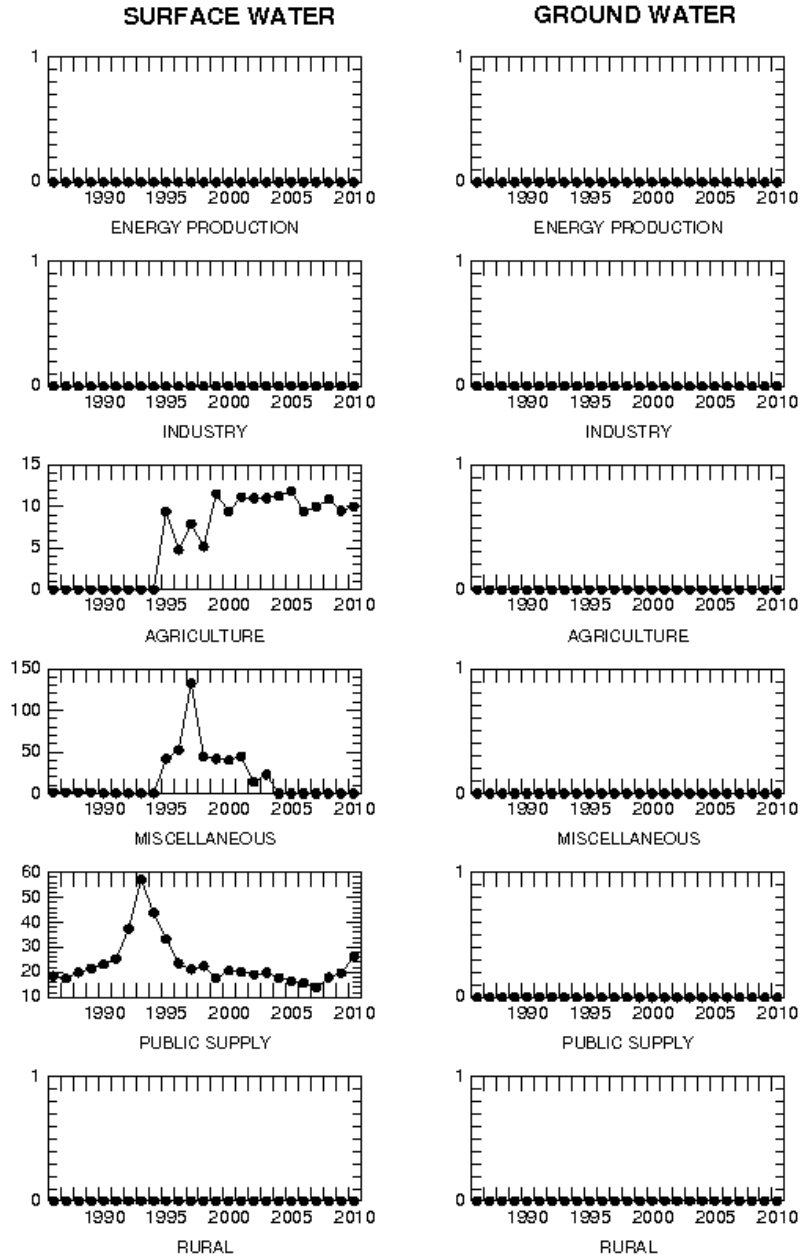 SURFACE WATER GROUND WATER
1 1
0 0
1990 1995 2000 2005 2010 1990 1995 2000 2005 2010
ENERGY PRODUCTION ENERGY PRODUCTION
1 1
0 0
1990 1995 2000 2005 2010 1990 1995 2000 2005 2010
INDUSTRY INDUSTRY
15 1
10
5
0 0
1990 1995 2000 2005 2010 1990 1995 2000 2005 2010
AGRICULTURE AGRICULTURE
150 1
100
50
0 0
1990 1995 2000 2005 2010 1990 1995 2000 2005 2010
MISCELLANEOUS MISCELLANEOUS
60 1
50
40
30
20
10 0
1990 1995 2000 2005 2010 1990 1995 2000 2005 2010
PUBLIC SUPPLY PUBLIC SUPPLY
1 1
0 0
1990 1995 2000 2005 2010 1990 1995 2000 2005 2010
RURAL RURAL